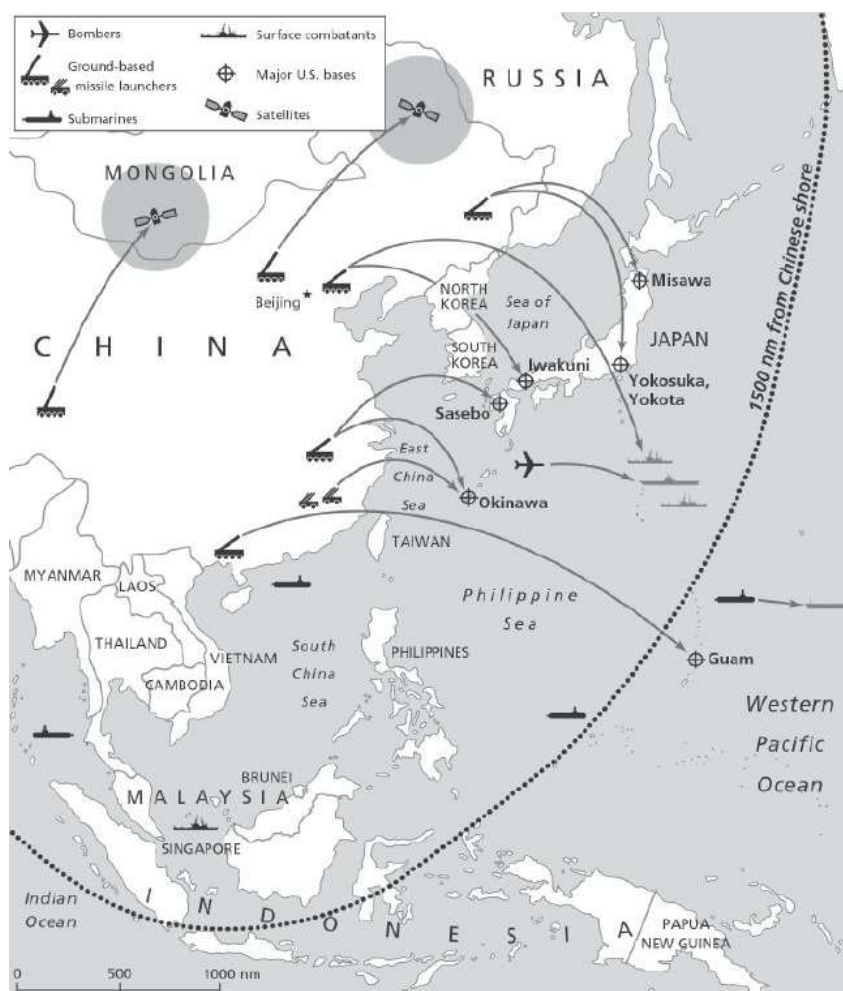 Bombers
Surface combatants
Ground-based
missile launchers
Major U.S. bases
Submarines
Satellites
RUSSIA
MONGOLIA
1500 nm from Chinese shore
Beijing
NORTH
KOREA
Sea of
Japan
Misawa
CHINA
SOUTH
KOREA
JAPAN
Iwakuni
Yokosuka,
Yokota
Sasebo
East
China
Sea
Okinawa
TAIWAN
MYANMAR
LAOS
Philippine
Sea
THAILAND
VIETNAM
South
China
Sea
PHILIPPINES
Guam
CAMBODIA
Western
Pacific
Ocean
BRUNEI
MALAYSIA
SINGAPORE
Indian
Ocean
INDONESIA
PAPUA
NEW GUINEA
0 500 1000 nm